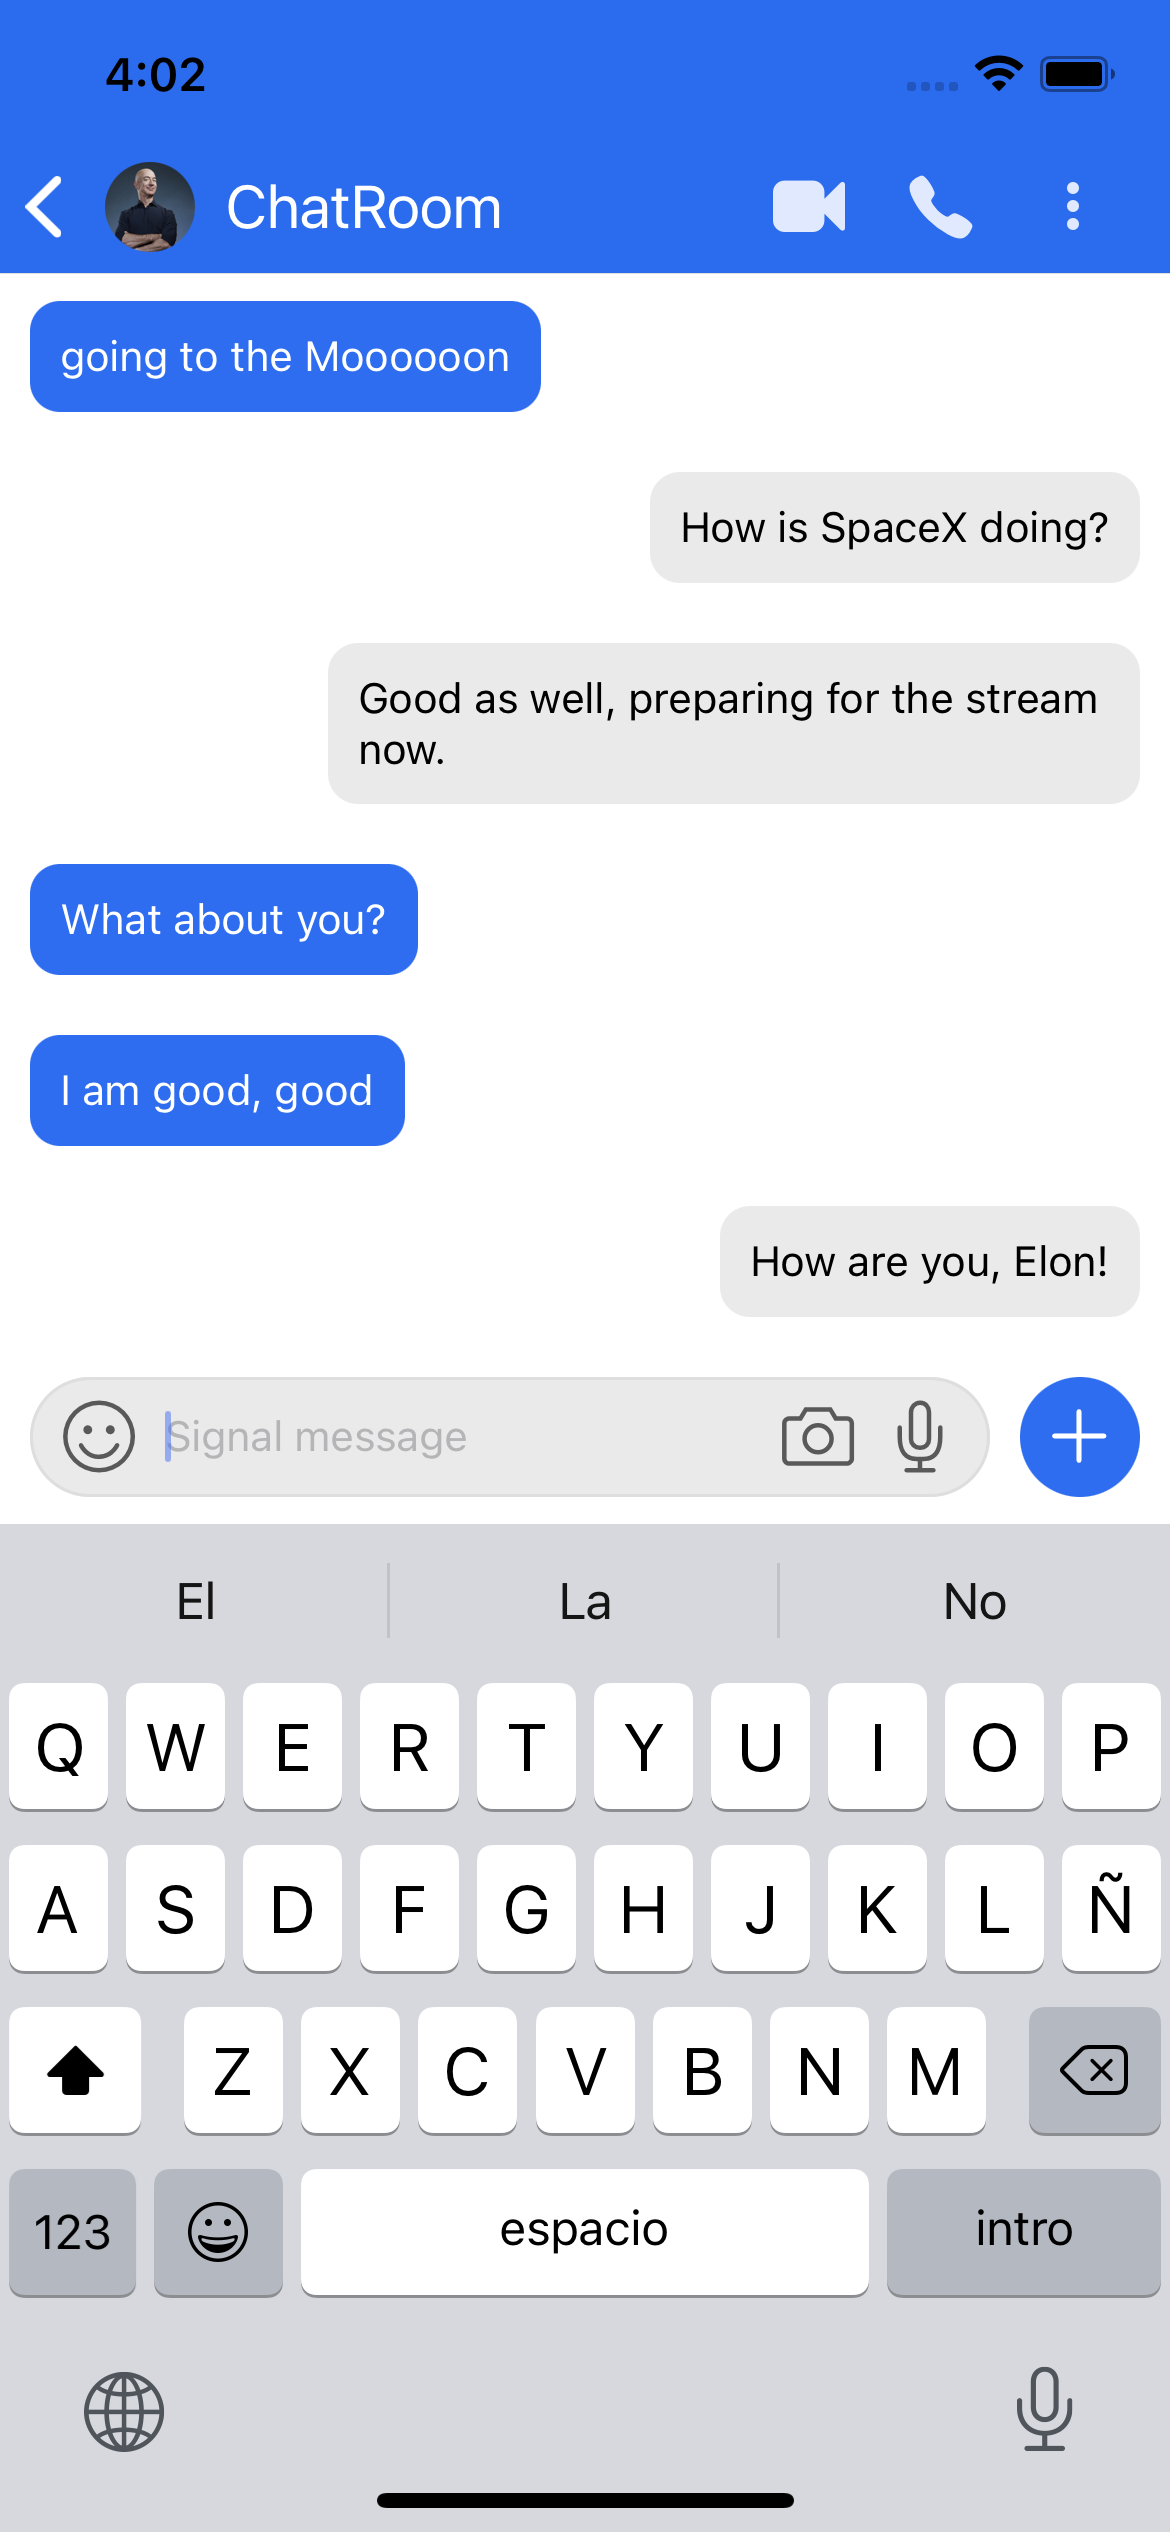 4:02
ChatRoom
going to the Moooooon
How is SpaceX doing?
Good as well, preparing for the stream
now.
What about you?
I am good, good
How are you, Elon!
Signal message
El La No
Q W E R T Y U I O P
A S D F G H J K L Ñ
Z X C V B N M
123 espacio intro